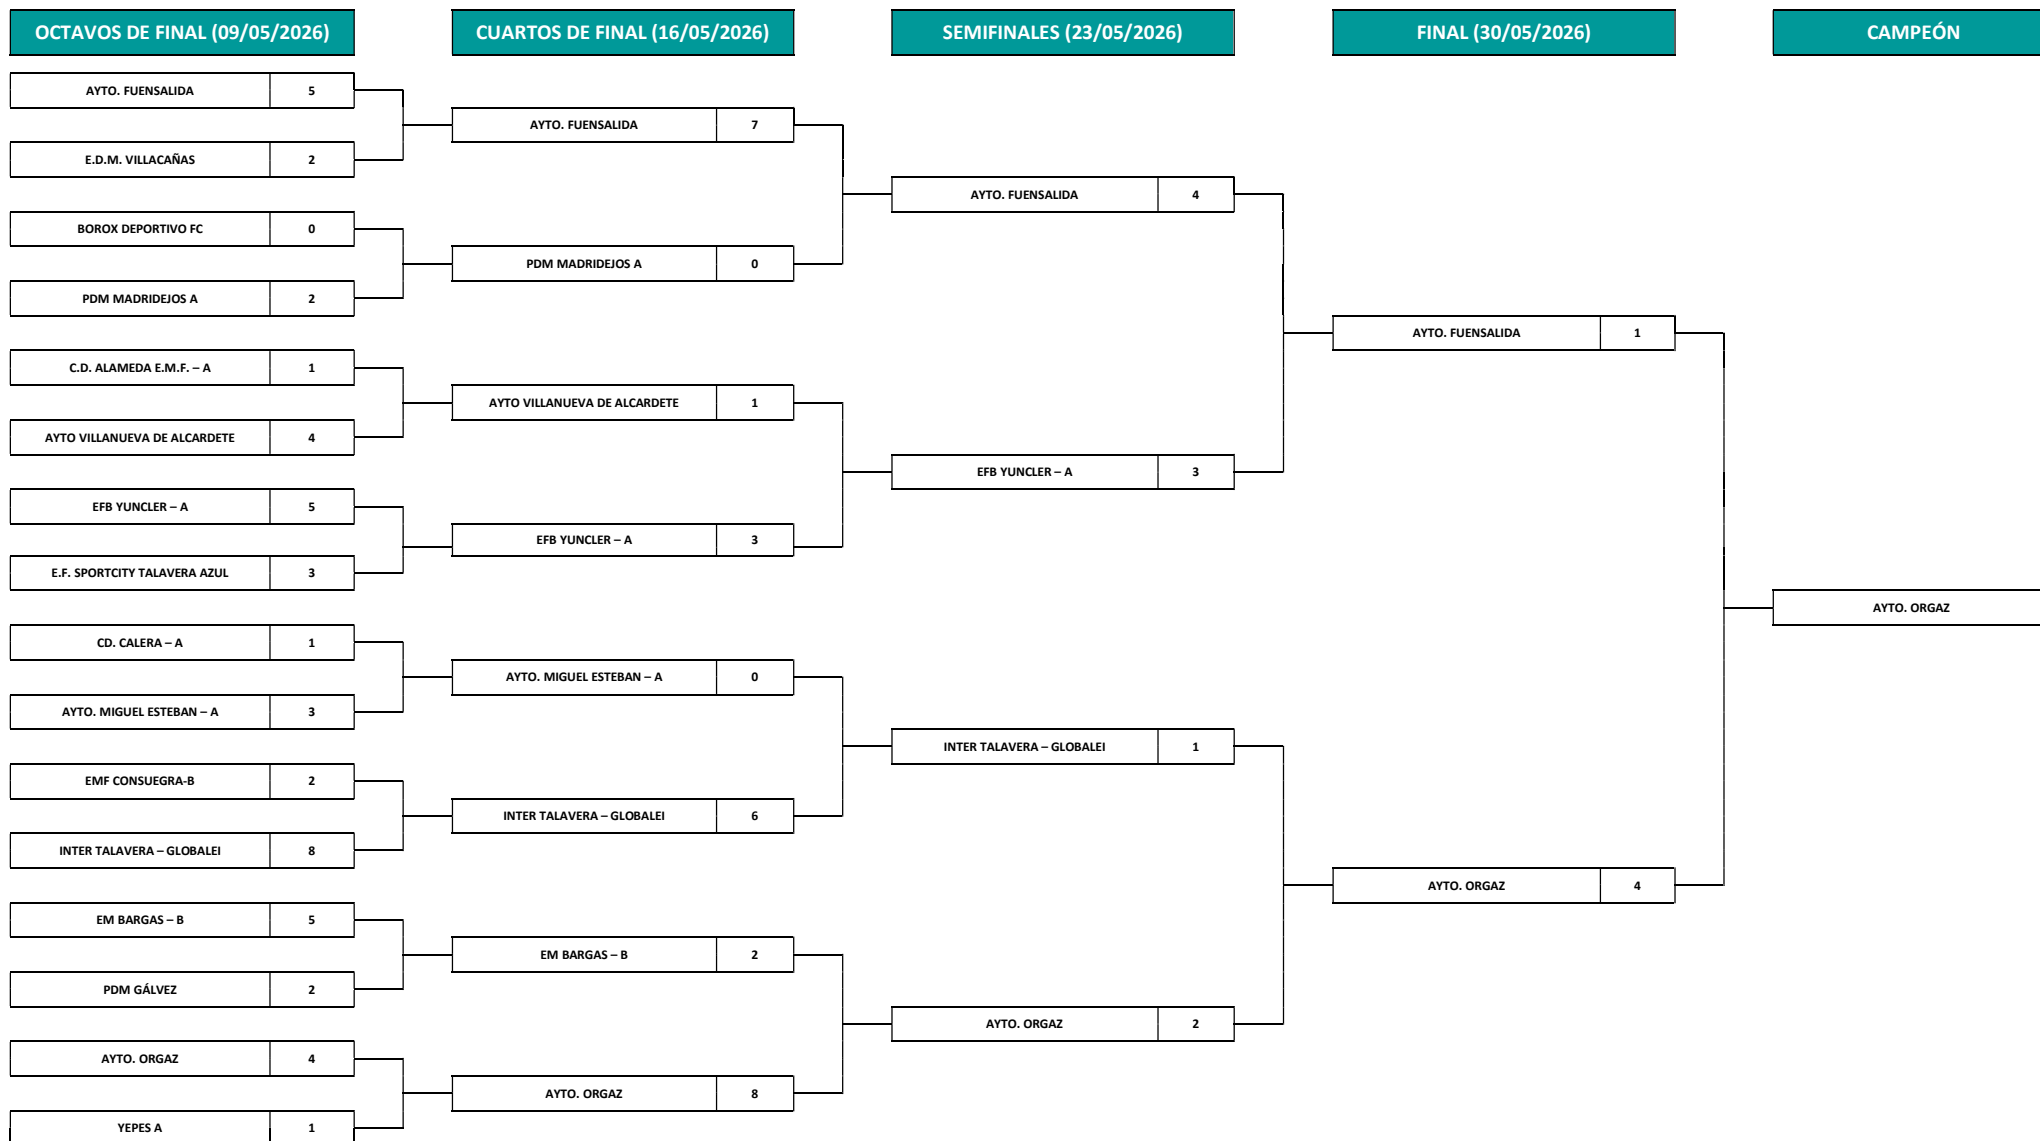 OCTAVOS DE FINAL (09/05/2026)
CUARTOS DE FINAL (16/05/2026)
SEMIFINALES (23/05/2026)
FINAL (30/05/2026)
CAMPEÓN
AYTO. FUENSALIDA 5
E.D.M. VILLACAÑAS 2
BOROX DEPORTIVO FC 0
PDM MADRIDEJOS A 2
C.D. ALAMEDA E.M.F. – A 1
AYTO VILLANUEVA DE ALCARDETE 4
EFB YUNCLER – A 5
E.F. SPORTCITY TALAVERA AZUL 3
CD. CALERA – A 1
AYTO. MIGUEL ESTEBAN – A 3
EMF CONSUEGRA-B 2
INTER TALAVERA – GLOBALEI 8
EM BARGAS – B 5
PDM GÁLVEZ 2
AYTO. ORGAZ 4
YEPES A 1
AYTO. FUENSALIDA 7
PDM MADRIDEJOS A 0
AYTO VILLANUEVA DE ALCARDETE 1
EFB YUNCLER – A 3
AYTO. MIGUEL ESTEBAN – A 0
INTER TALAVERA – GLOBALEI 6
EM BARGAS – B 2
AYTO. ORGAZ 8
AYTO. FUENSALIDA 4
EFB YUNCLER – A 3
INTER TALAVERA – GLOBALEI 1
AYTO. ORGAZ 2
AYTO. FUENSALIDA 1
AYTO. ORGAZ 4
AYTO. ORGAZ